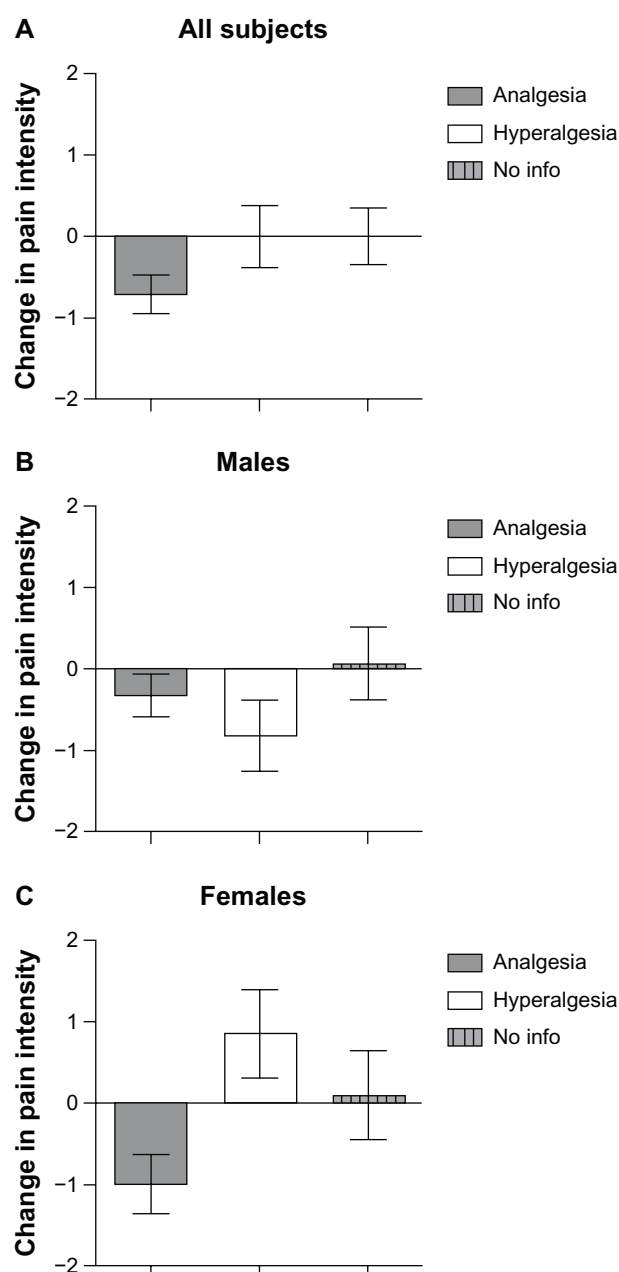 A All subjects
Change in pain intensity
2
1
0
−1
−2
Analgesia
Hyperalgesia
No info
B Males
Change in pain intensity
2
1
0
−1
−2
Analgesia
Hyperalgesia
No info
C Females
Change in pain intensity
2
1
0
−1
−2
Analgesia
Hyperalgesia
No info